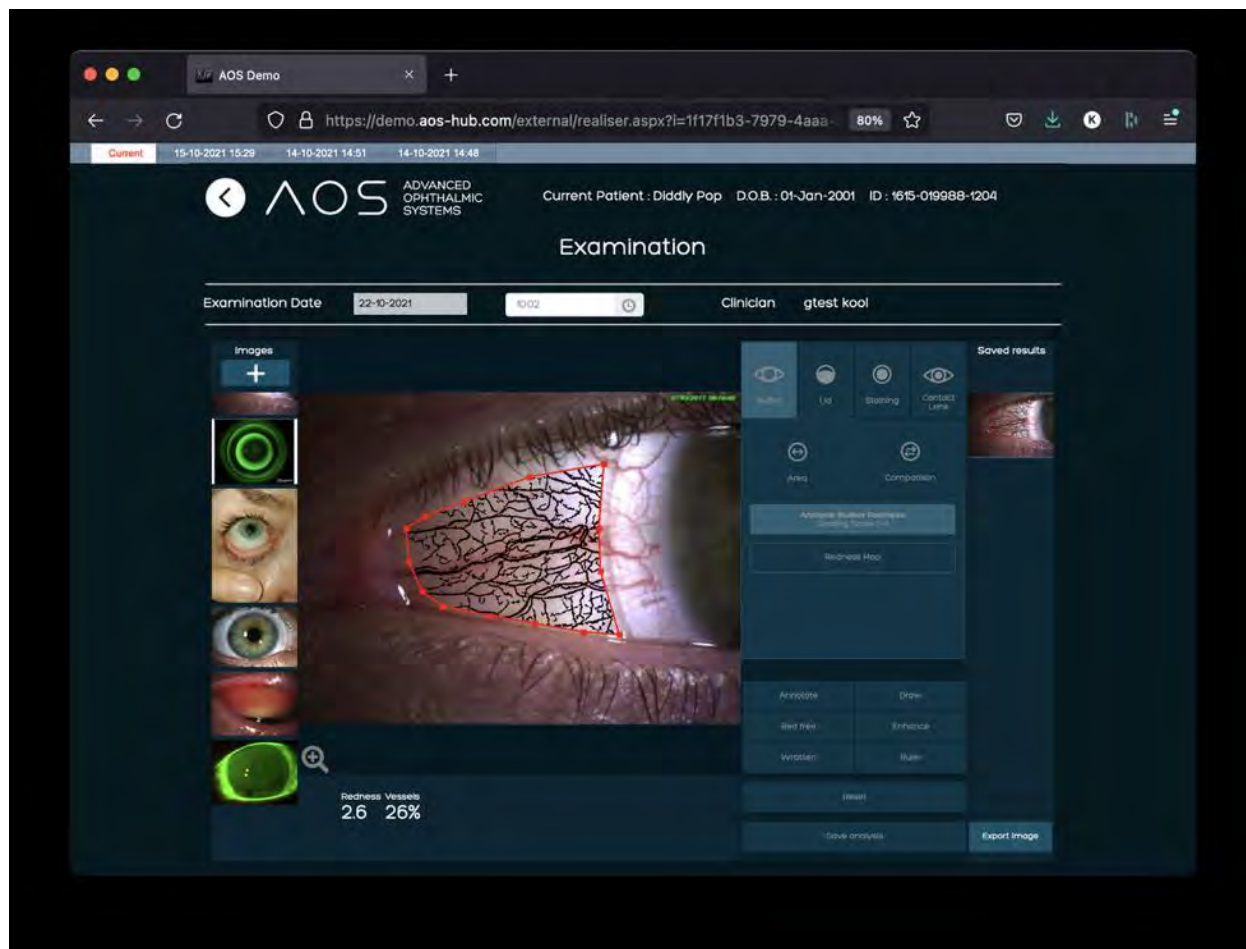 AOS Demo
https://demo.aos-hub.com/external/realiser.aspx?i=1f17f1b3-7979-4aaa-
80%
K
Current 15-10-2021 15:29 14-10-2021 14:51 14-10-2021 14:48
AOS ADVANCED
OPHTHALMIC
SYSTEMS
Current Patient : Diddly Pop D.O.B. : 01-Jan-2001 ID : 1615-019988-1204
Examination
Examination Date 22-10-2021 10:02 Clinician gtest kool
Images
Saved results
Bulbar Lid Staining Contact
Lens
Area Comparison
Redness Map
Annotate Draw
Red free Enhance
Wratten Ruler
Reset
Save analysis
Export Image
Redness Vessels
2.6 26%